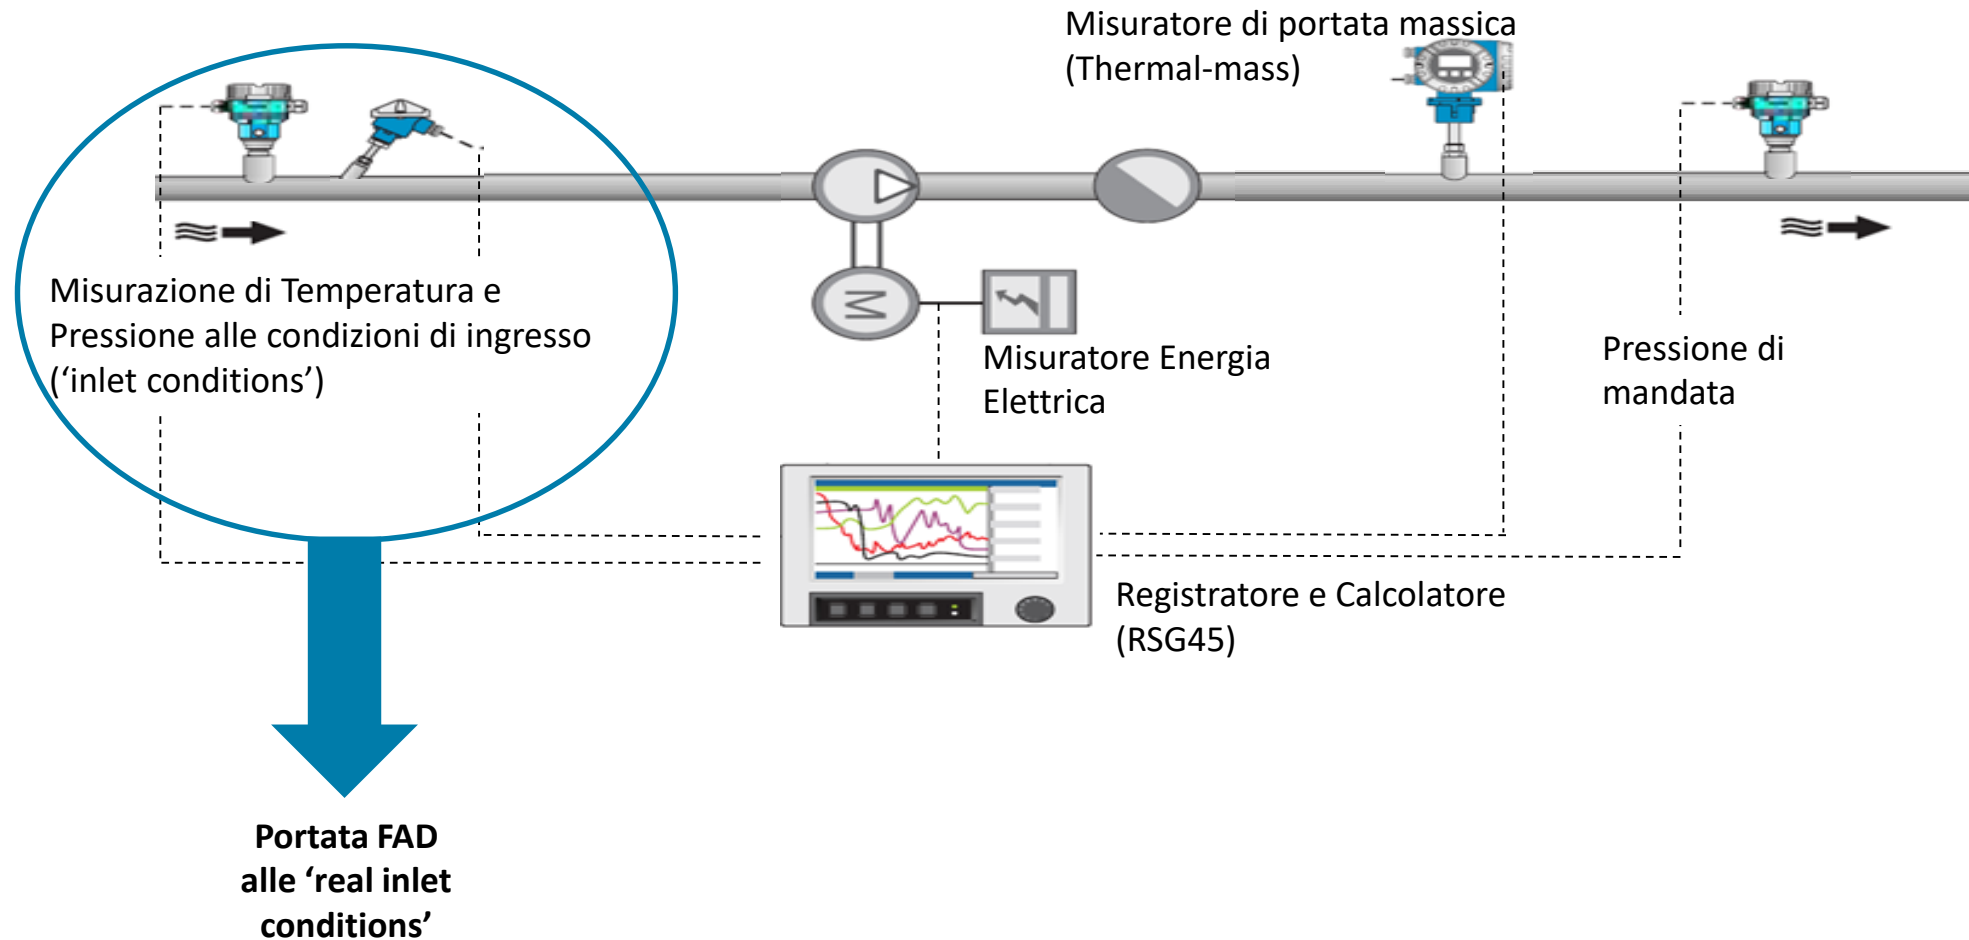 Misuratore di portata massica
(Thermal-mass)
Misurazione di Temperatura e
Pressione alle condizioni di ingresso
(‘inlet conditions’)
M
Misuratore Energia
Elettrica
Pressione di
mandata
Registratore e Calcolatore
(RSG45)
Portata FAD
alle ‘real inlet
conditions’